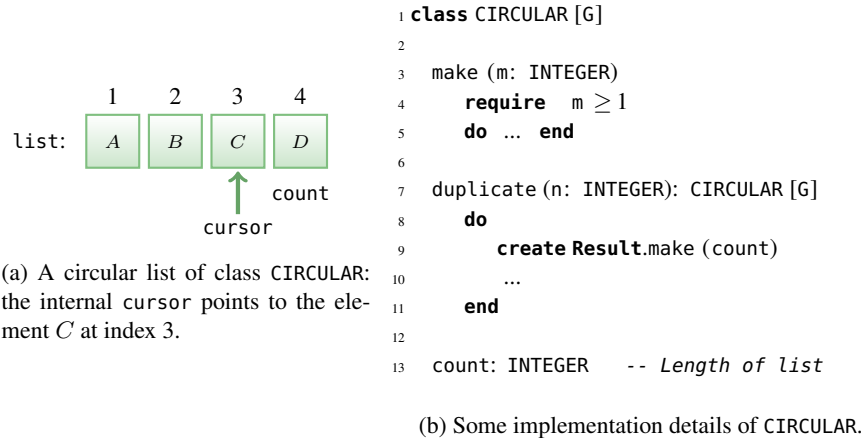 1 2 3 4
list: A B C D
count
cursor
(a) A circular list of class CIRCULAR:
the internal cursor points to the ele-
ment C at index 3.
1 class CIRCULAR [G]
2
3 make (m: INTEGER)
4 require m ≥ 1
5 do ... end
6
7 duplicate (n: INTEGER): CIRCULAR [G]
8 do
9 create Result.make (count)
10 ...
11 end
12
13 count: INTEGER -- Length of list
(b) Some implementation details of CIRCULAR.